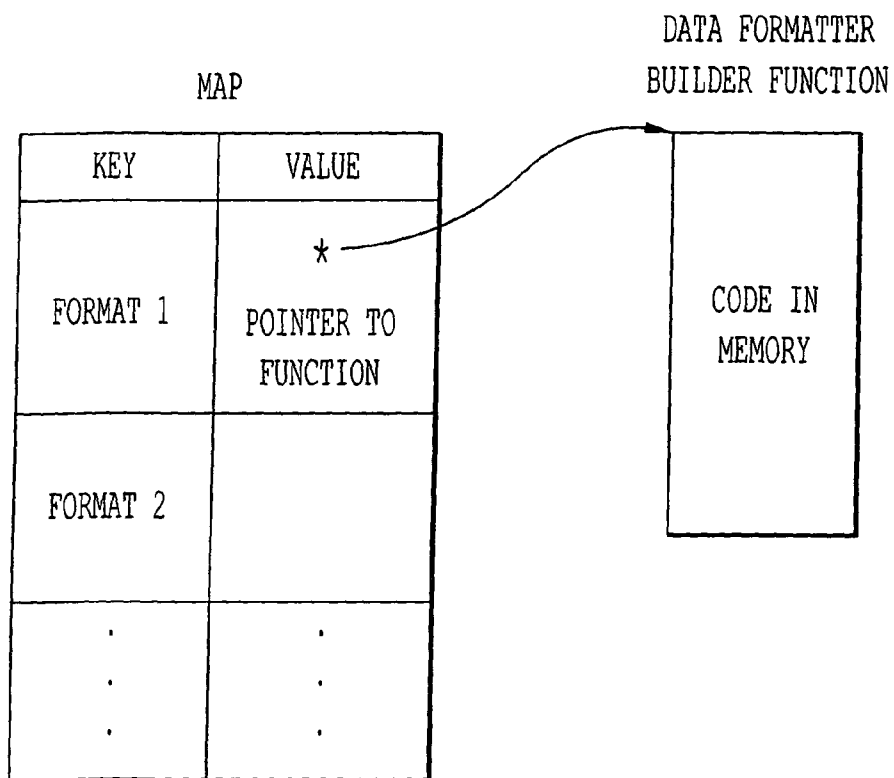 DATA FORMATTER
BUILDER FUNCTION
MAP
KEY VALUE
*
FORMAT 1
POINTER TO
FUNCTION
CODE IN
MEMORY
FORMAT 2
. .
. .
. .